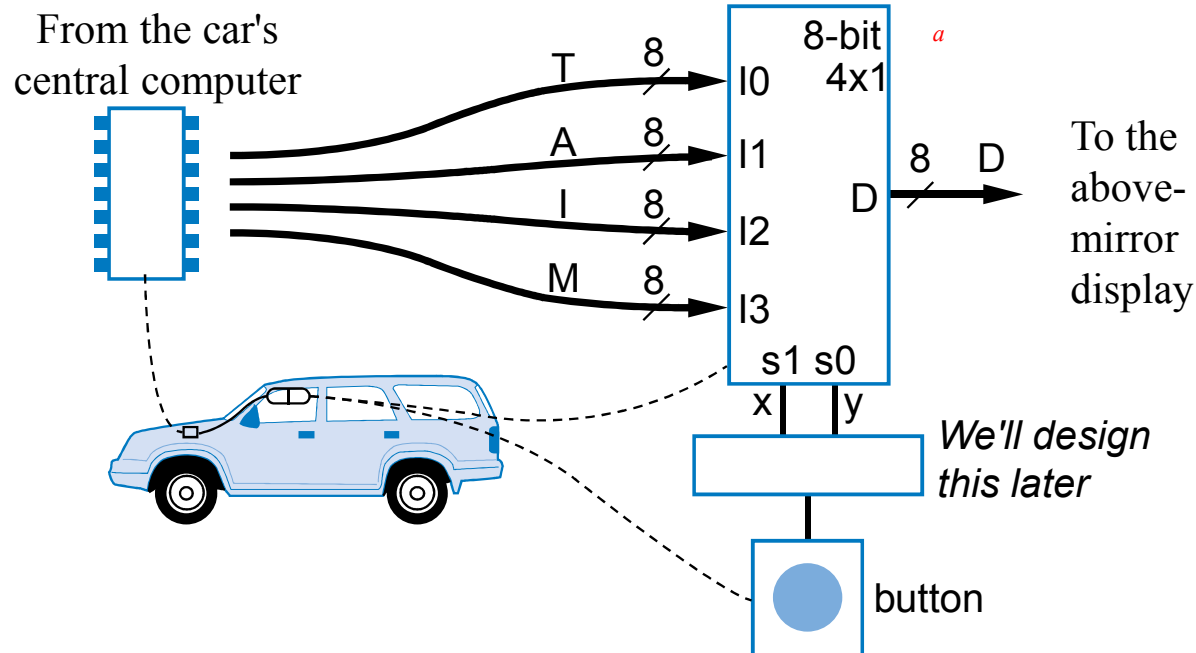 From the car's
central computer
T
8
A
8
I
8
M
8
8-bit
4x1
a
I0
I1
I2
I3
D
s1 s0
8
D
To the
above-
mirror
display
x
y
We'll design
this later
button